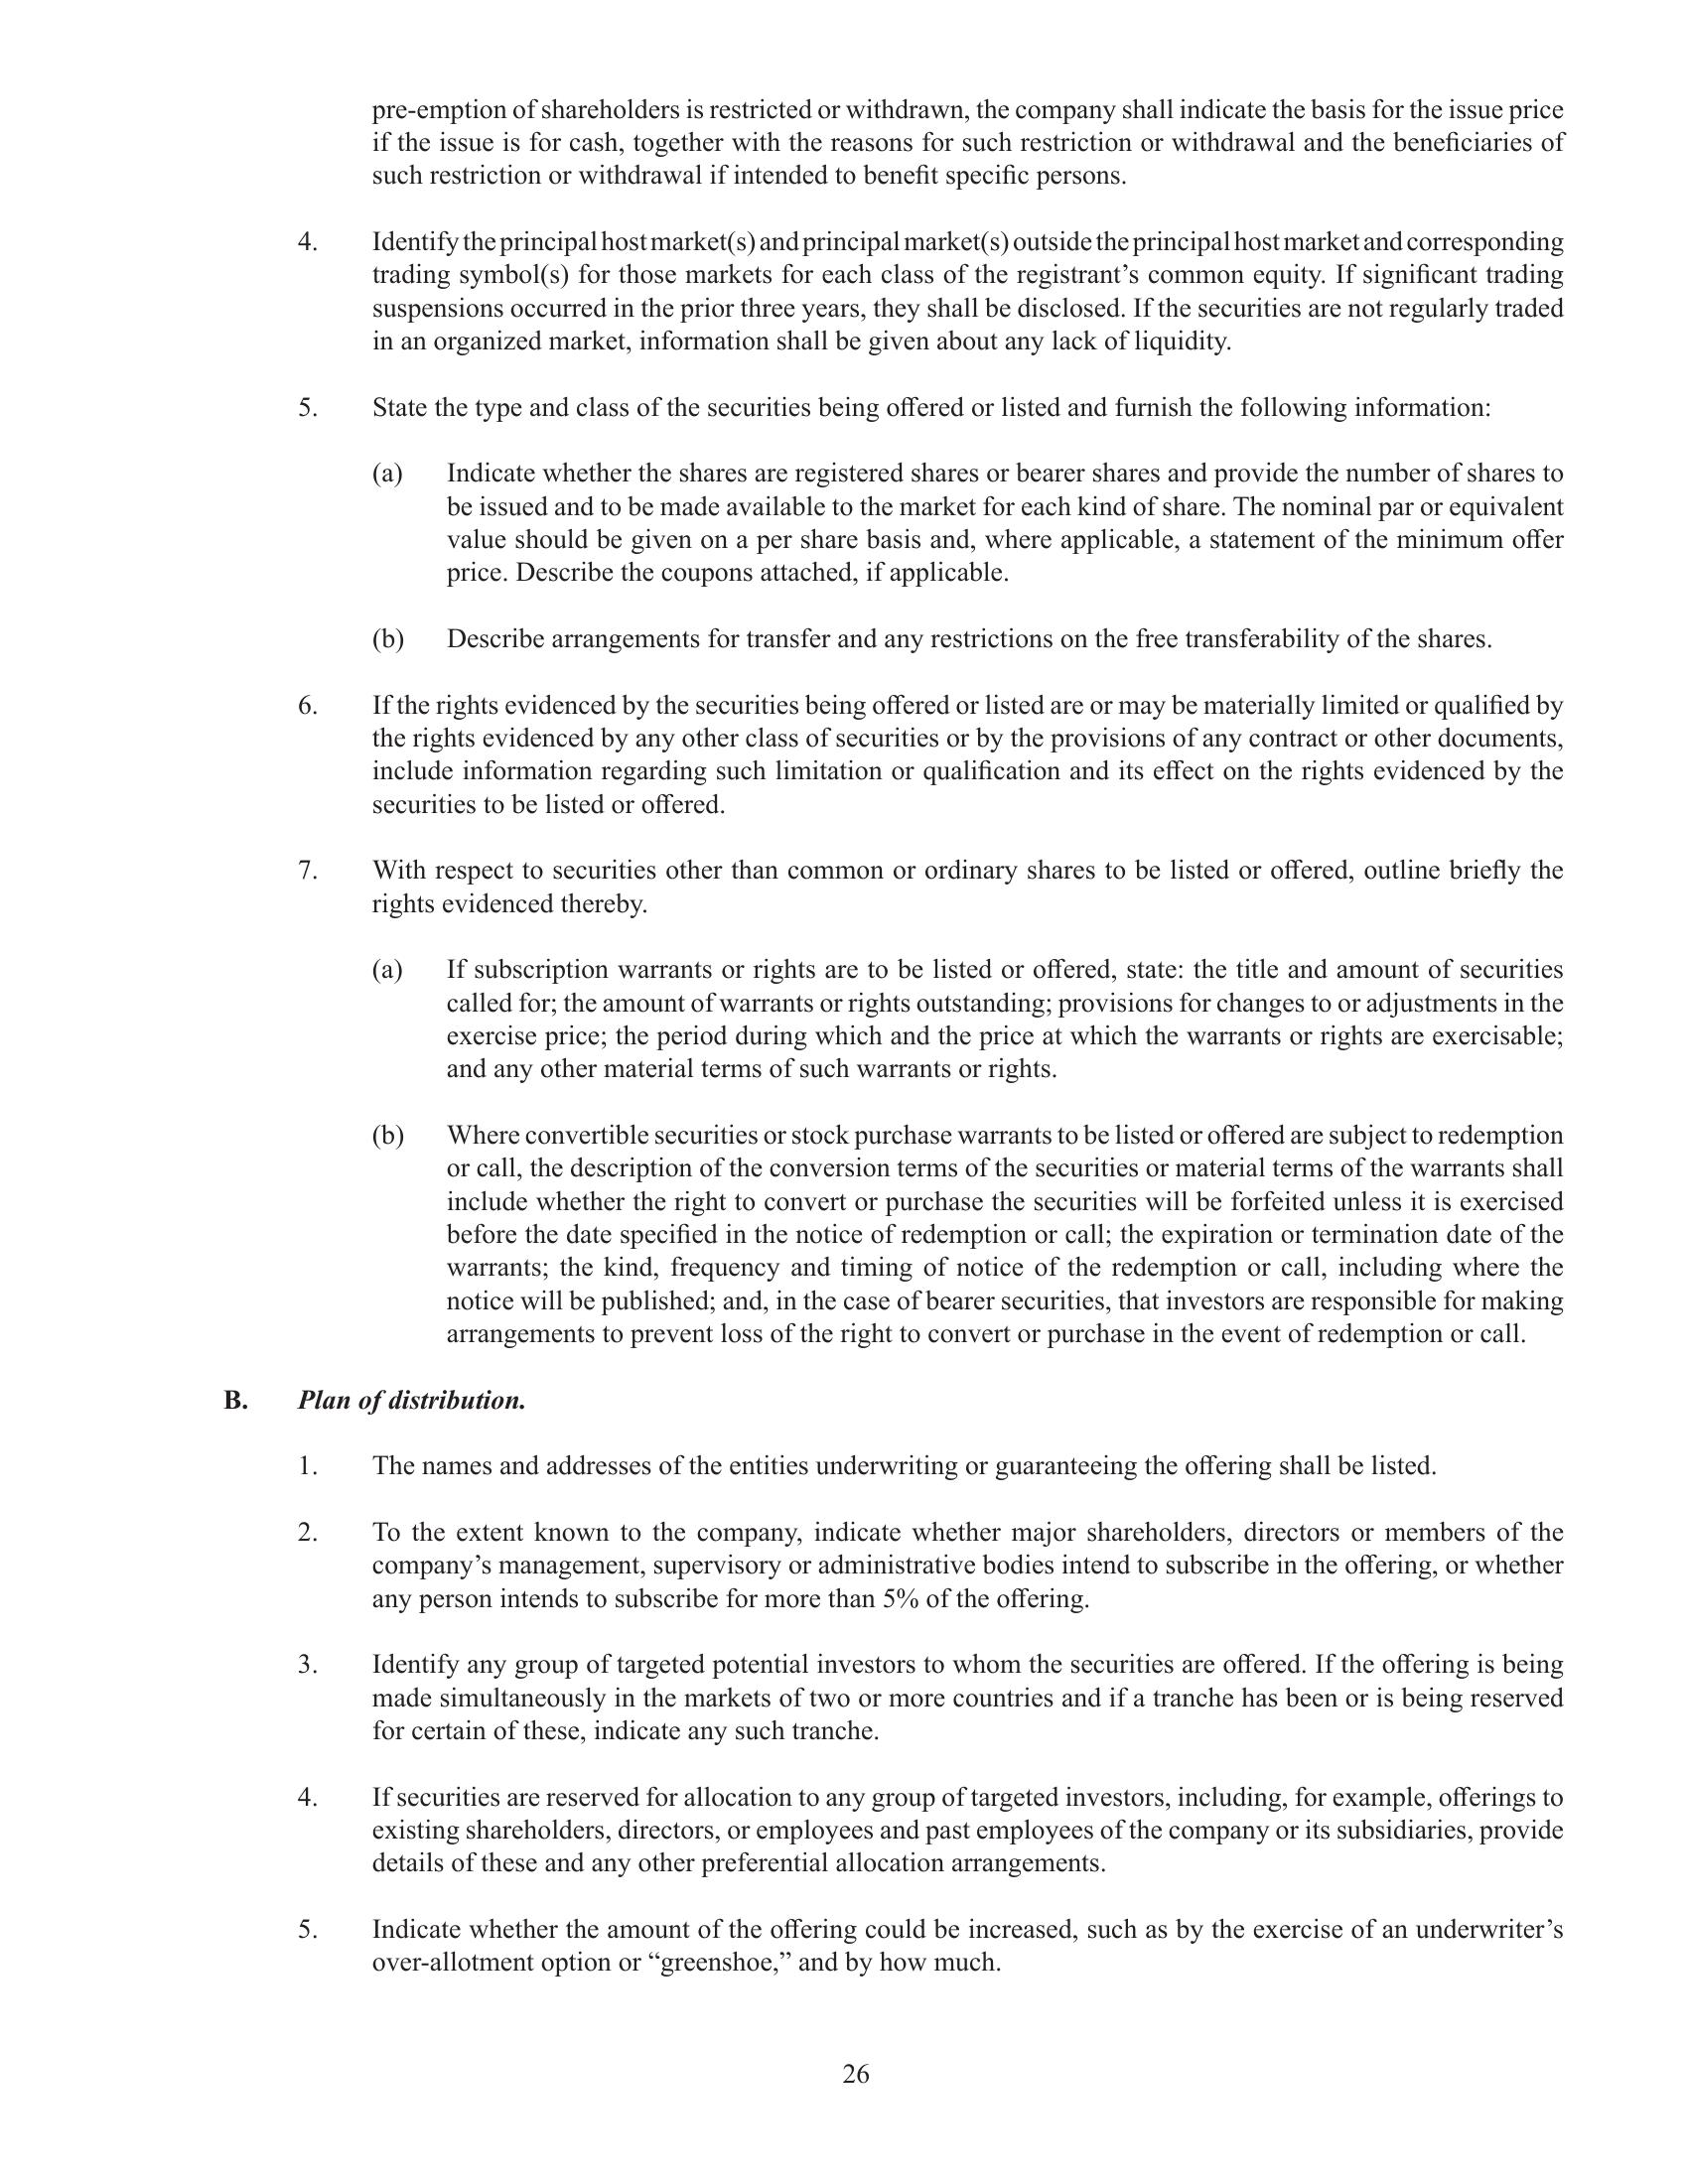 pre-emption of shareholders is restricted or withdrawn, the company shall indicate the basis for the issue price
if the issue is for cash, together with the reasons for such restriction or withdrawal and the beneficiaries of
such restriction or withdrawal if intended to benefit specific persons.
4. Identify the principal host market(s) and principal market(s) outside the principal host market and corresponding
trading symbol(s) for those markets for each class of the registrant’s common equity. If significant trading
suspensions occurred in the prior three years, they shall be disclosed. If the securities are not regularly traded
in an organized market, information shall be given about any lack of liquidity.
5. State the type and class of the securities being offered or listed and furnish the following information:
(a) Indicate whether the shares are registered shares or bearer shares and provide the number of shares to
be issued and to be made available to the market for each kind of share. The nominal par or equivalent
value should be given on a per share basis and, where applicable, a statement of the minimum offer
price. Describe the coupons attached, if applicable.
(b) Describe arrangements for transfer and any restrictions on the free transferability of the shares.
6. If the rights evidenced by the securities being offered or listed are or may be materially limited or qualified by
the rights evidenced by any other class of securities or by the provisions of any contract or other documents,
include information regarding such limitation or qualification and its effect on the rights evidenced by the
securities to be listed or offered.
7. With respect to securities other than common or ordinary shares to be listed or offered, outline briefly the
rights evidenced thereby.
(a) If subscription warrants or rights are to be listed or offered, state: the title and amount of securities
called for; the amount of warrants or rights outstanding; provisions for changes to or adjustments in the
exercise price; the period during which and the price at which the warrants or rights are exercisable;
and any other material terms of such warrants or rights.
(b) Where convertible securities or stock purchase warrants to be listed or offered are subject to redemption
or call, the description of the conversion terms of the securities or material terms of the warrants shall
include whether the right to convert or purchase the securities will be forfeited unless it is exercised
before the date specified in the notice of redemption or call; the expiration or termination date of the
warrants; the kind, frequency and timing of notice of the redemption or call, including where the
notice will be published; and, in the case of bearer securities, that investors are responsible for making
arrangements to prevent loss of the right to convert or purchase in the event of redemption or call.
B. Plan of distribution.
1. The names and addresses of the entities underwriting or guaranteeing the offering shall be listed.
2. To the extent known to the company, indicate whether major shareholders, directors or members of the
company’s management, supervisory or administrative bodies intend to subscribe in the offering, or whether
any person intends to subscribe for more than 5% of the offering.
3. Identify any group of targeted potential investors to whom the securities are offered. If the offering is being
made simultaneously in the markets of two or more countries and if a tranche has been or is being reserved
for certain of these, indicate any such tranche.
4. If securities are reserved for allocation to any group of targeted investors, including, for example, offerings to
existing shareholders, directors, or employees and past employees of the company or its subsidiaries, provide
details of these and any other preferential allocation arrangements.
5. Indicate whether the amount of the offering could be increased, such as by the exercise of an underwriter’s
over-allotment option or “greenshoe,” and by how much.
26